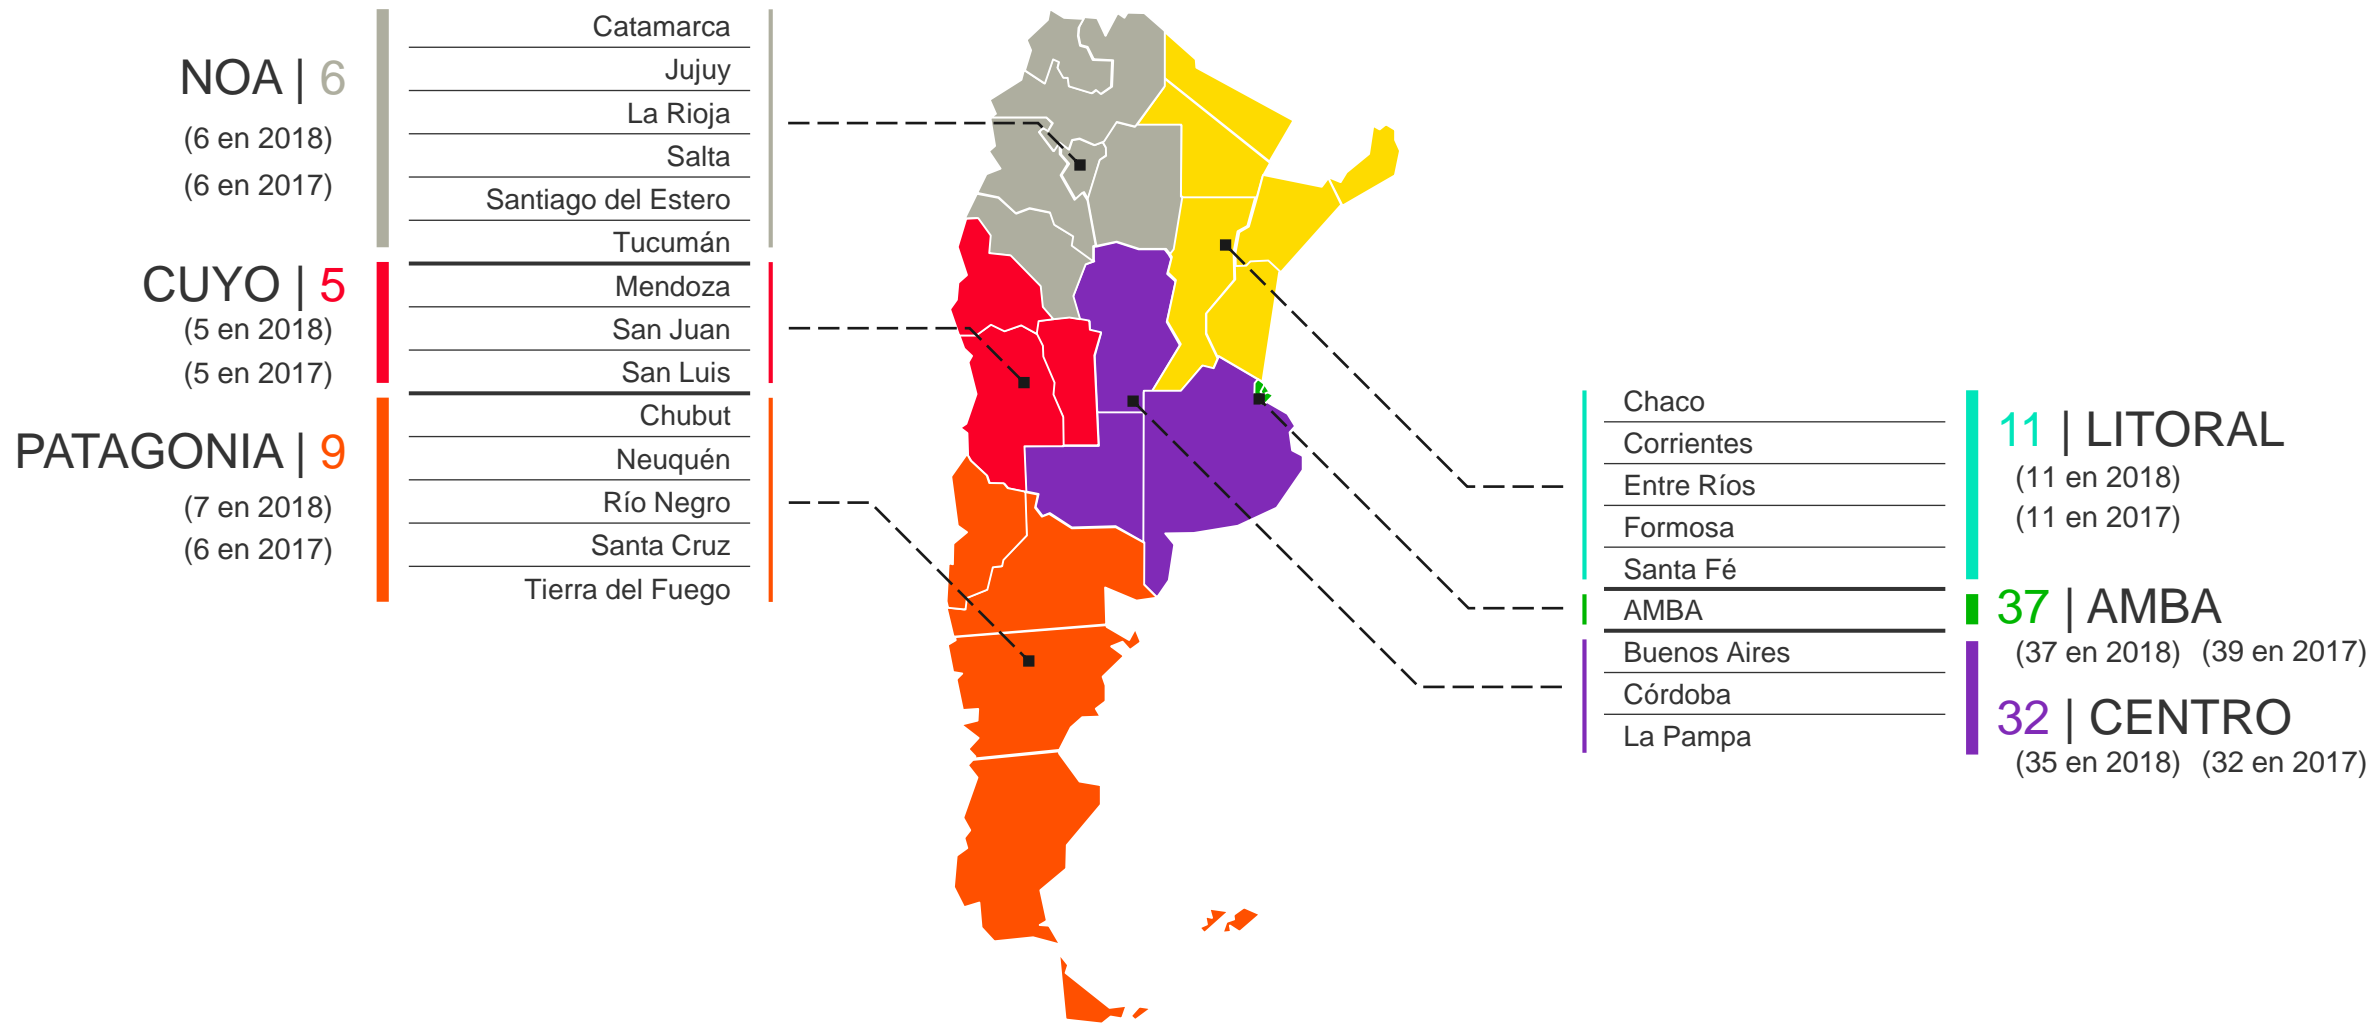 NOA | 6
(6 en 2018)
(6 en 2017)
Catamarca
Jujuy
La Rioja
Salta
Santiago del Estero
Tucumán
CUYO | 5
(5 en 2018)
(5 en 2017)
Mendoza
San Juan
San Luis
PATAGONIA | 9
(7 en 2018)
(6 en 2017)
Chubut
Neuquén
Río Negro
Santa Cruz
Tierra del Fuego
Chaco
Corrientes
Entre Ríos
Formosa
Santa Fé
11 | LITORAL
(11 en 2018)
(11 en 2017)
AMBA
37 | AMBA
(37 en 2018) (39 en 2017)
Buenos Aires
Córdoba
La Pampa
32 | CENTRO
(35 en 2018) (32 en 2017)